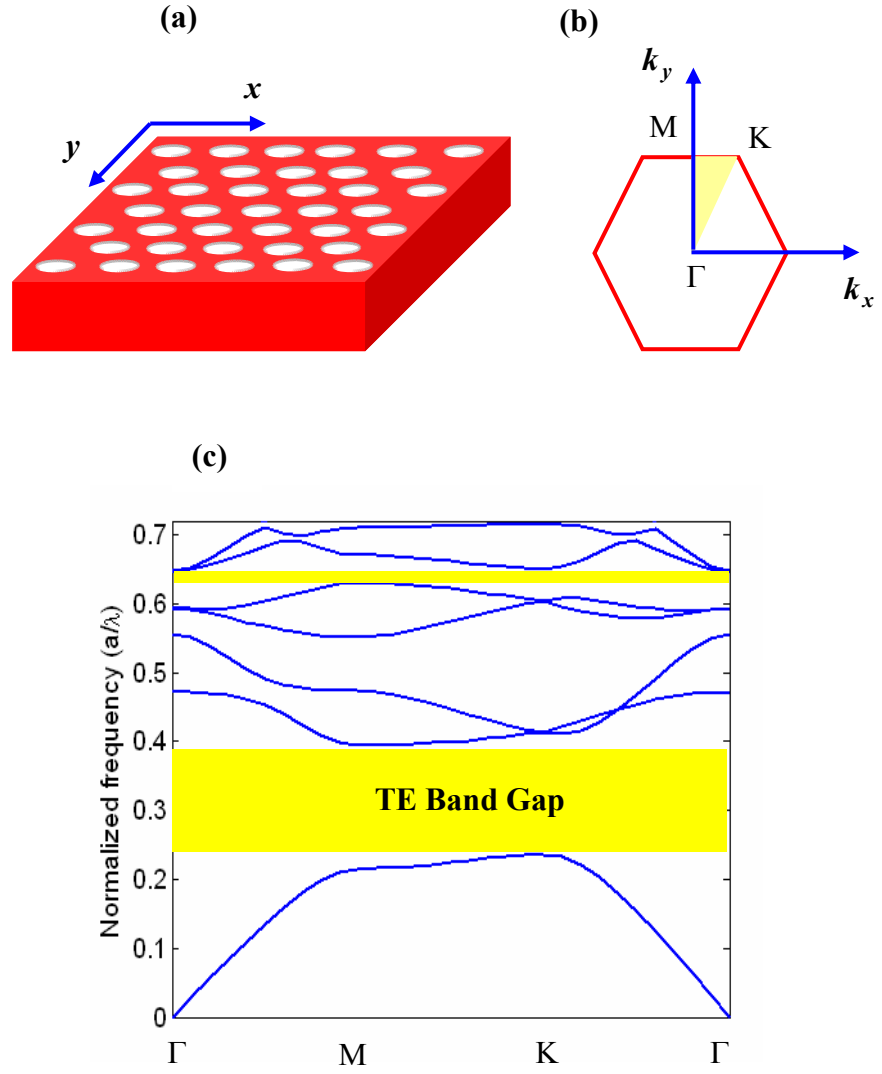 (a)
(b)
x
y
k_y
M
K
Γ
k_x
(c)
Normalized frequency (a/λ)
0.7
0.6
0.5
0.4
0.3
0.2
0.1
0
TE Band Gap
Γ
M
K
Γ